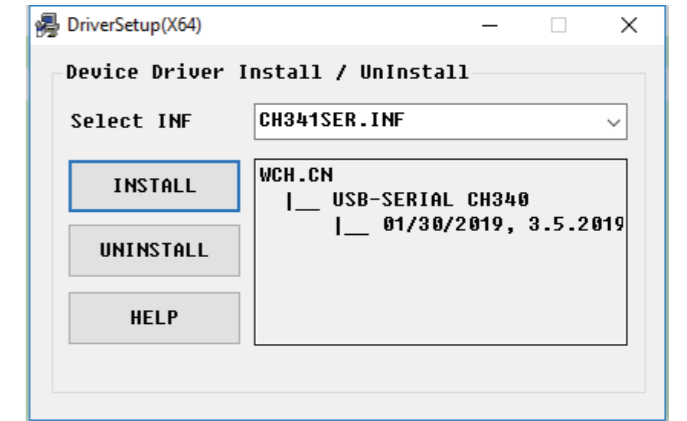 DriverSetup(X64)
Device Driver Install / UnInstall
Select INF
CH341SER.INF
INSTALL
UNINSTALL
HELP
WCH.CN
|__ USB-SERIAL CH340
|__ 01/30/2019, 3.5.2019